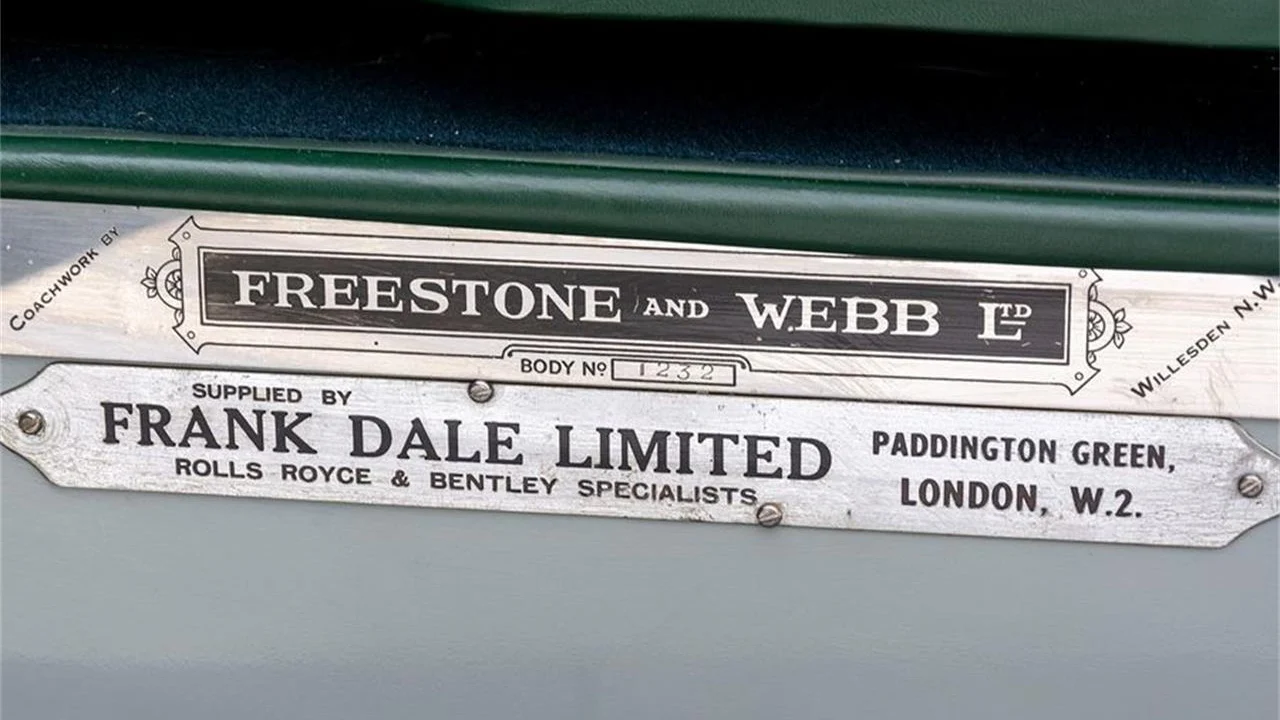 COACHWORK BY
FREESTONE AND WEBB LTD
WILLESDEN N.W.
BODY No 1232
SUPPLIED BY
FRANK DALE LIMITED
ROLLS ROYCE & BENTLEY SPECIALISTS
PADDINGTON GREEN,
LONDON, W.2.